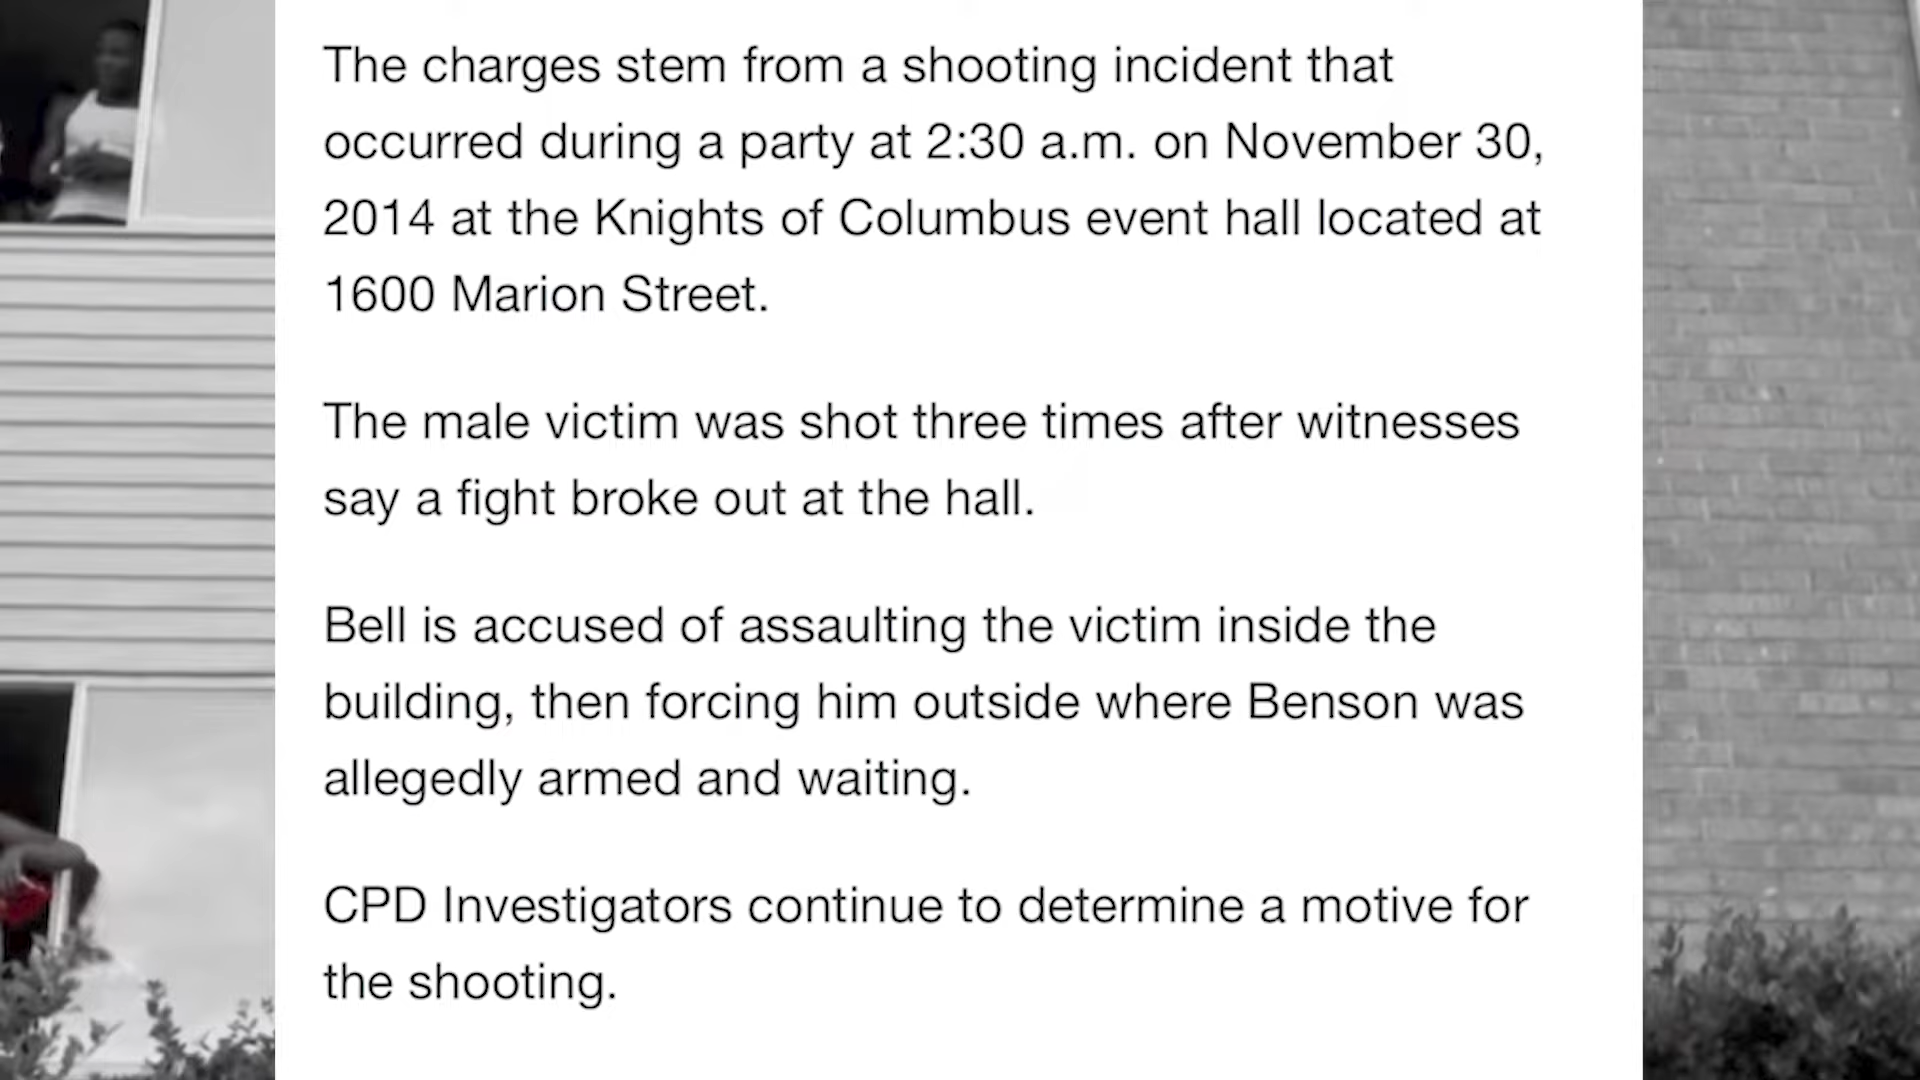 The charges stem from a shooting incident that
occurred during a party at 2:30 a.m. on November 30,
2014 at the Knights of Columbus event hall located at
1600 Marion Street.
The male victim was shot three times after witnesses
say a fight broke out at the hall.
Bell is accused of assaulting the victim inside the
building, then forcing him outside where Benson was
allegedly armed and waiting.
CPD Investigators continue to determine a motive for
the shooting.